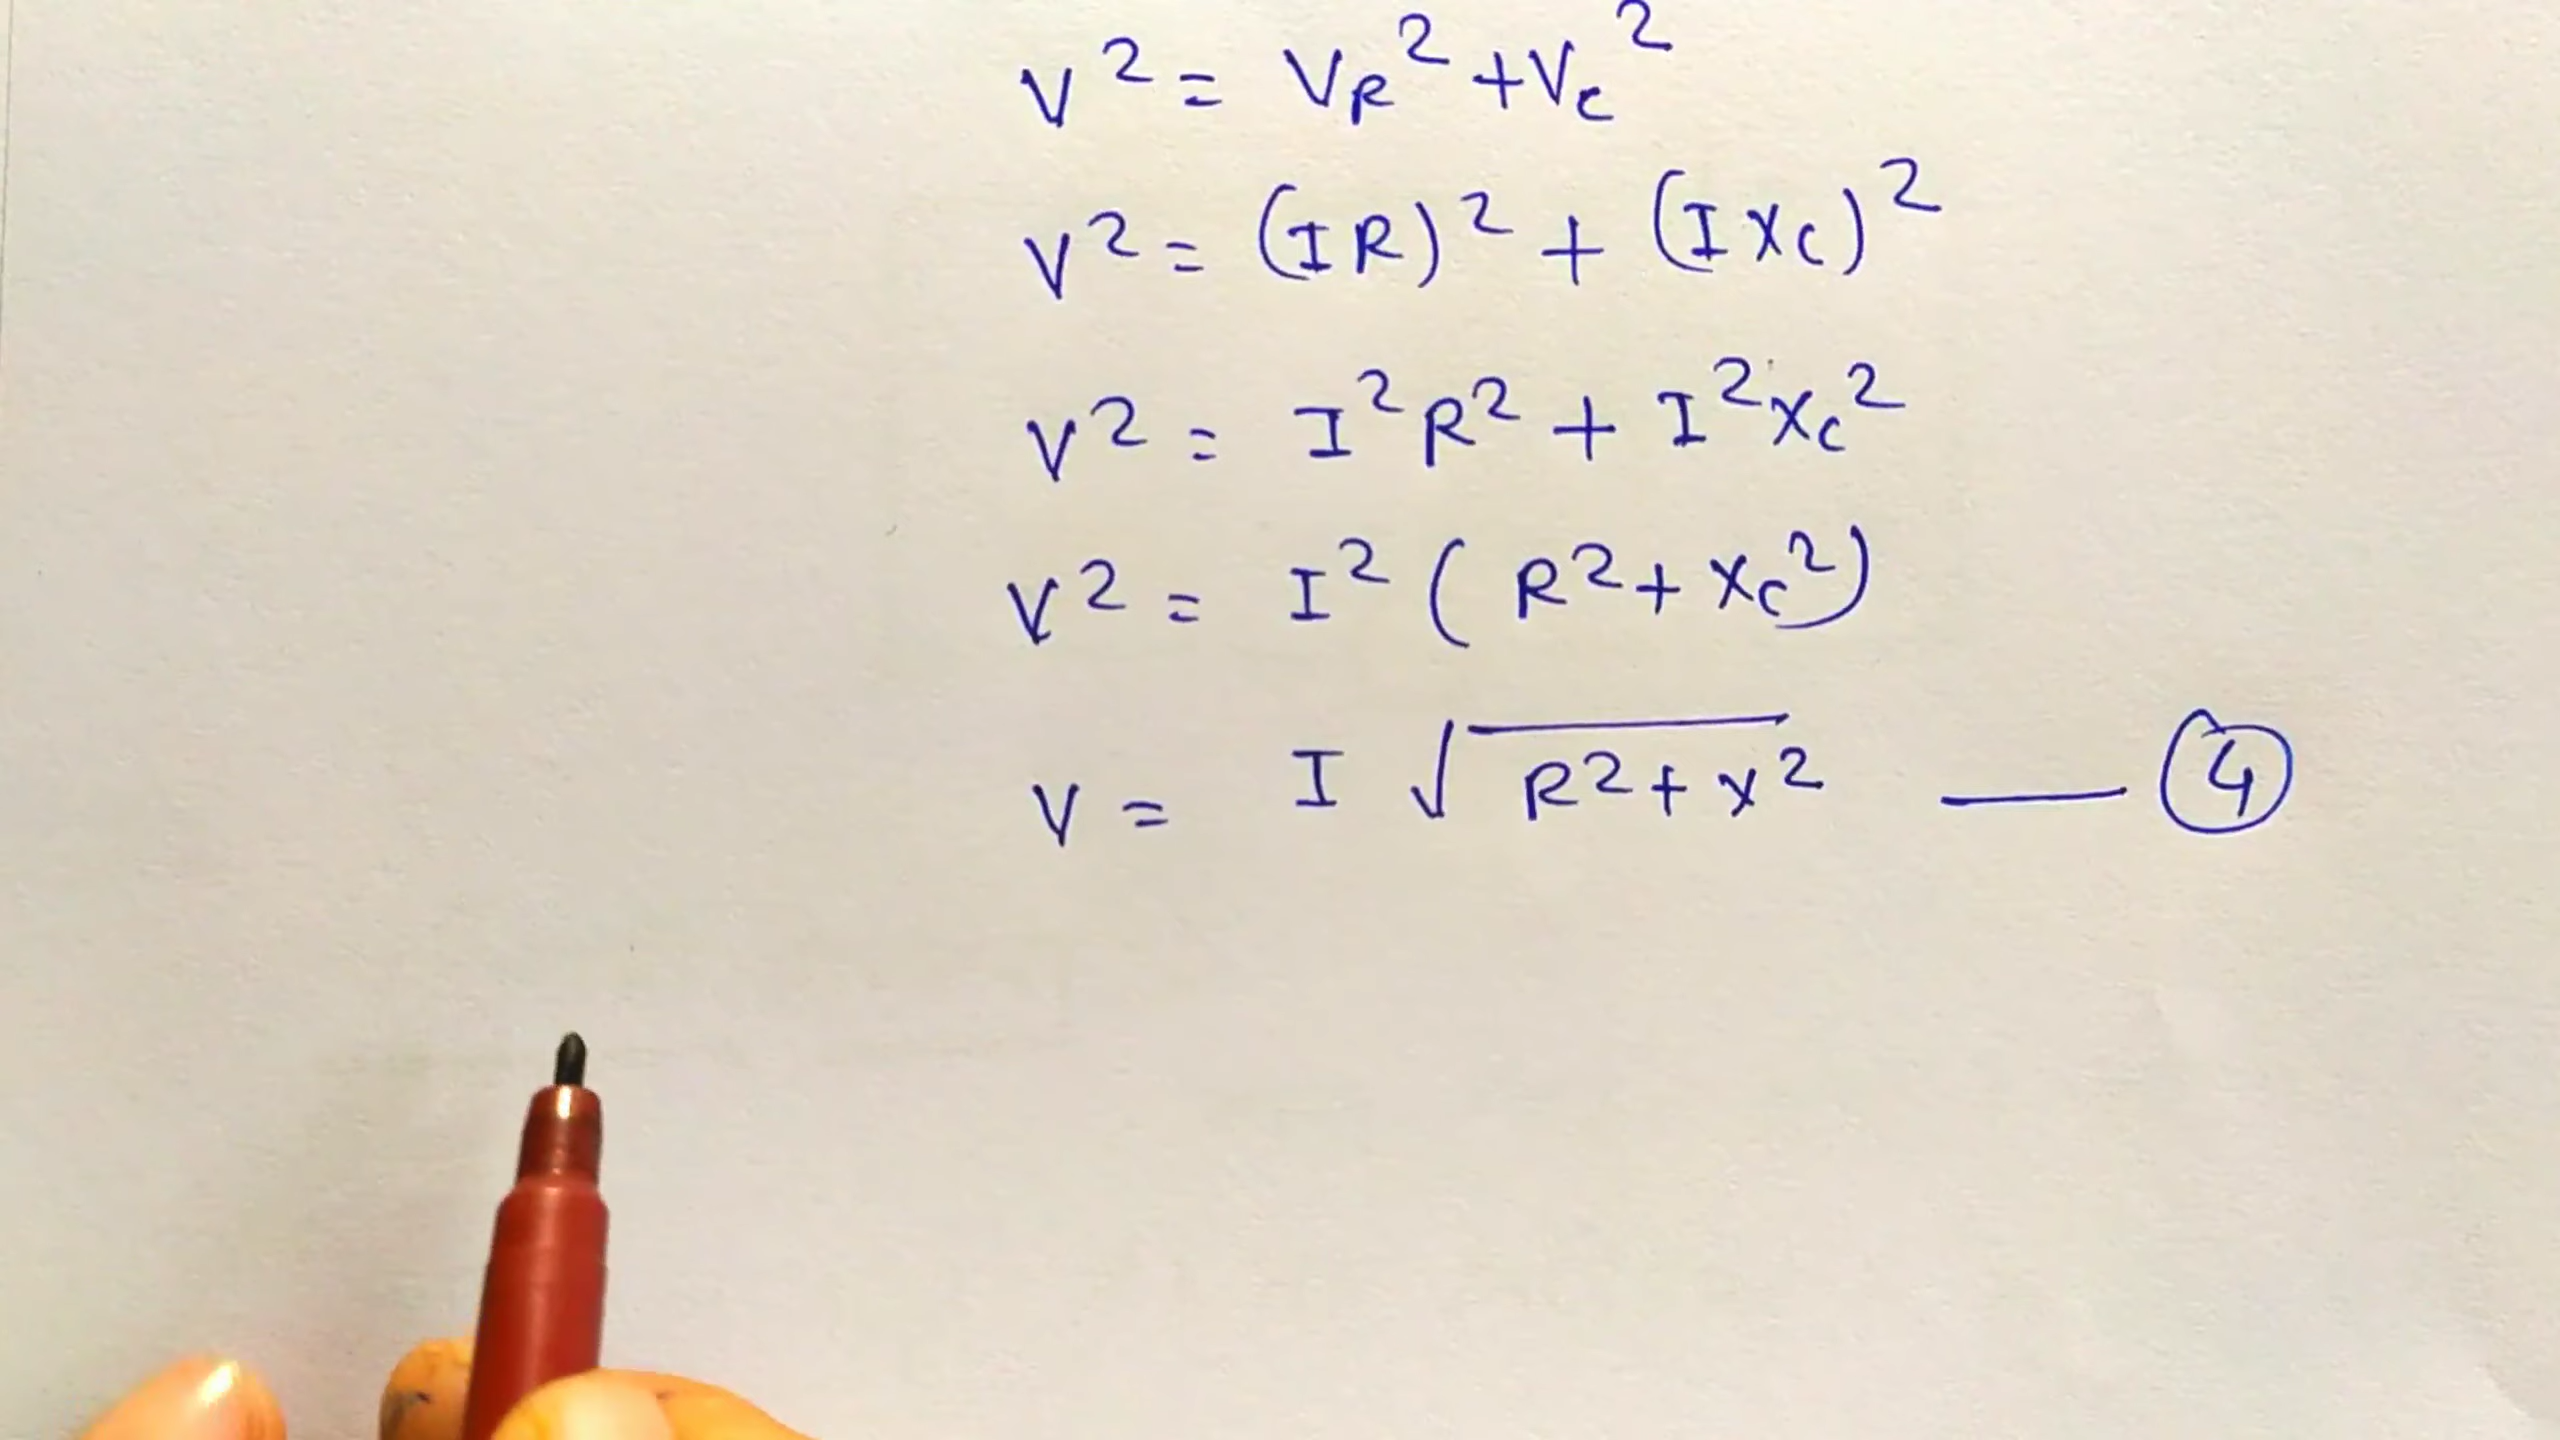 V² = V_R² + V_C²
V² = (IR)² + (IX_C)²
V² = I²R² + I²X_C²
V² = I² (R² + X_C²)
V = I √R² + X² — ④